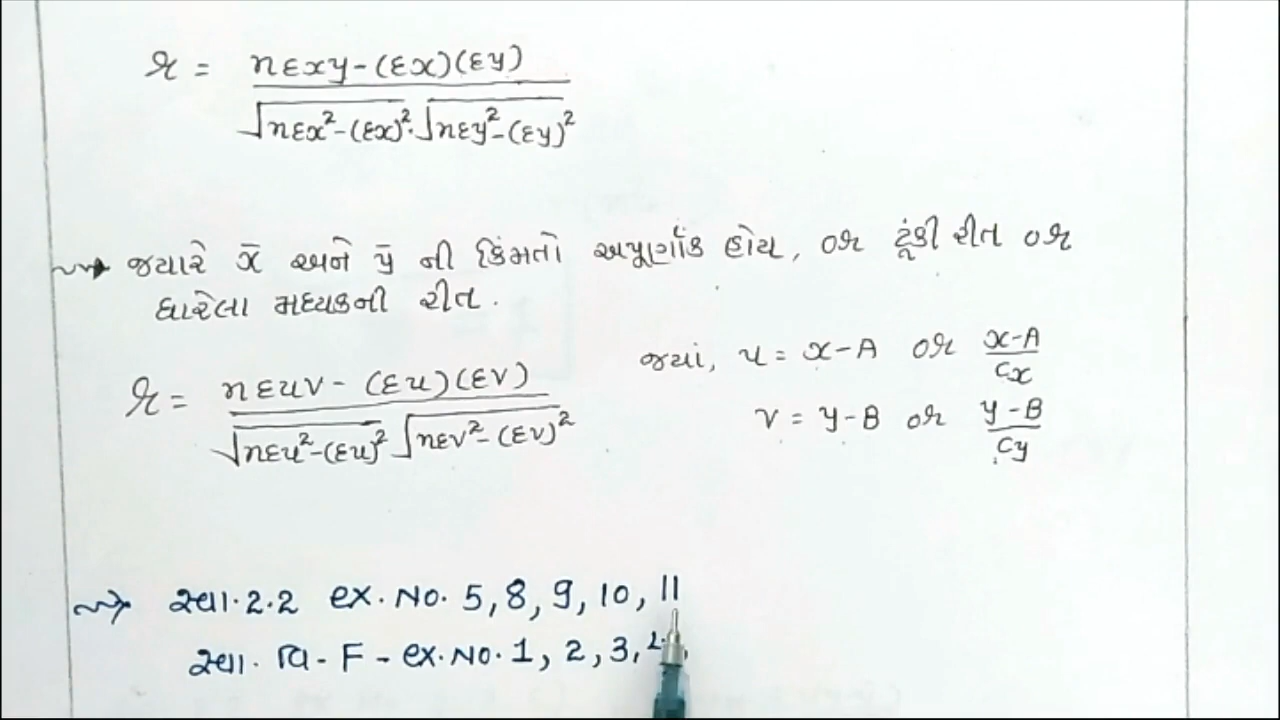 r = nΣxy-(Σx)(Σy)
√nΣx²-(Σx)²·√nΣy²-(Σy)²
જયારે x̄ અને ȳ ની કિંમતો અપૂર્ણાંક હોય, or ટૂંકી રીત or
ધારેલા મધ્યકની રીત.
જયાં, u = x-A or x-A
Cx
r = nΣuv - (Σu)(Σv)
√nΣu²-(Σu)² √nΣv²-(Σv)²
v = y-B or y-B
Cy
સ્વા.2.2 ex.No. 5,8,9,10,11
સ્વા. વિ-F-ex.No.1, 2,3,